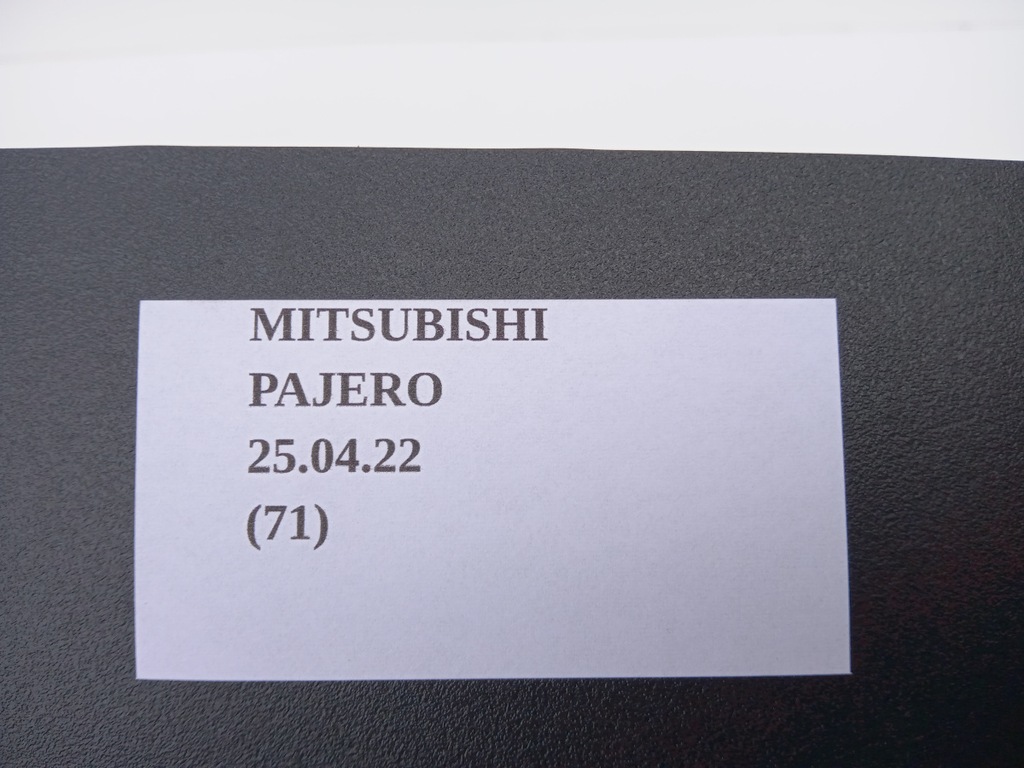 MITSUBISHI
PAJERO
25.04.22
(71)